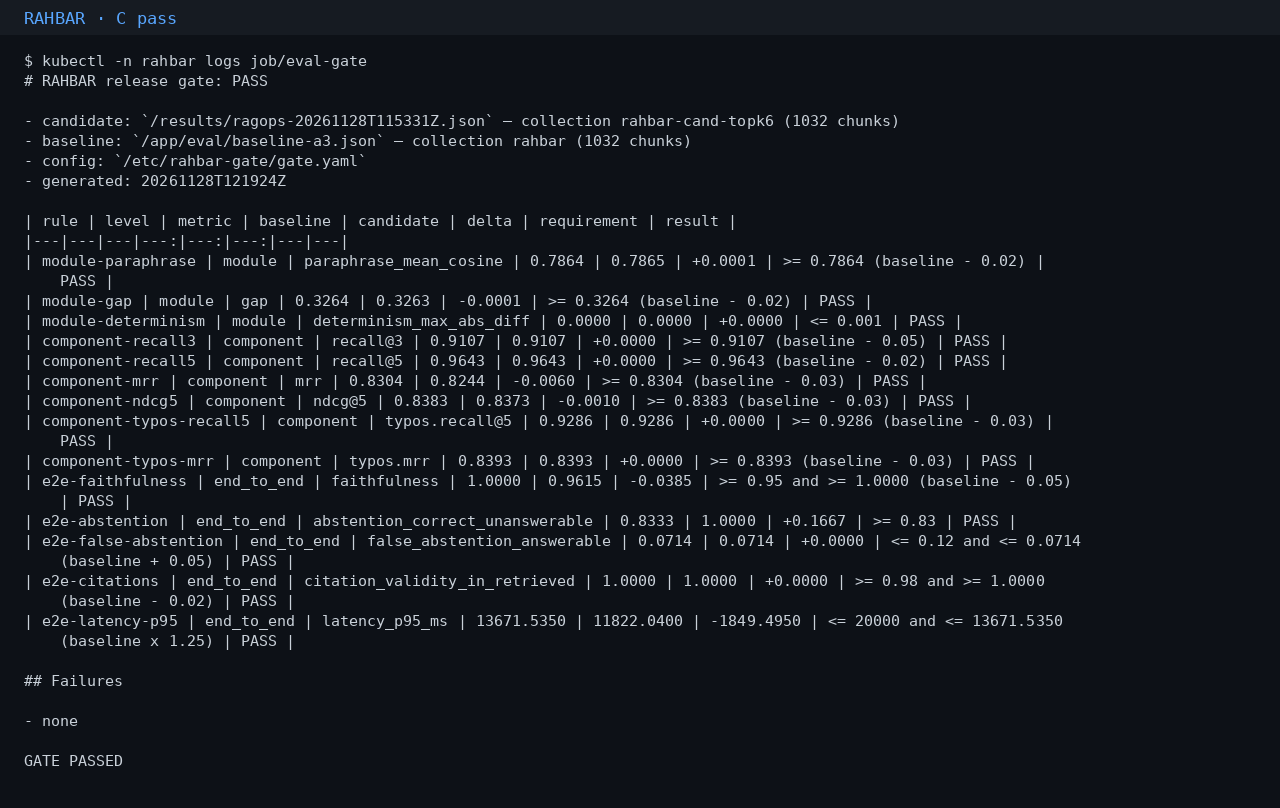 RAHBAR · C pass
$ kubectl -n rahbar logs job/eval-gate
# RAHBAR release gate: PASS
- candidate: `/results/ragops-20261128T115331Z.json` — collection rahbar-cand-topk6 (1032 chunks)
- baseline: `/app/eval/baseline-a3.json` — collection rahbar (1032 chunks)
- config: `/etc/rahbar-gate/gate.yaml`
- generated: 20261128T121924Z
| rule | level | metric | baseline | candidate | delta | requirement | result |
|---|---|---|---:|---:|---:|---|---|
| module-paraphrase | module | paraphrase_mean_cosine | 0.7864 | 0.7865 | +0.0001 | >= 0.7864 (baseline - 0.02) |
PASS |
| module-gap | module | gap | 0.3264 | 0.3263 | -0.0001 | >= 0.3264 (baseline - 0.02) | PASS |
| module-determinism | module | determinism_max_abs_diff | 0.0000 | 0.0000 | +0.0000 | <= 0.001 | PASS |
| component-recall3 | component | recall@3 | 0.9107 | 0.9107 | +0.0000 | >= 0.9107 (baseline - 0.05) | PASS |
| component-recall5 | component | recall@5 | 0.9643 | 0.9643 | +0.0000 | >= 0.9643 (baseline - 0.02) | PASS |
| component-mrr | component | mrr | 0.8304 | 0.8244 | -0.0060 | >= 0.8304 (baseline - 0.03) | PASS |
| component-ndcg5 | component | ndcg@5 | 0.8383 | 0.8373 | -0.0010 | >= 0.8383 (baseline - 0.03) | PASS |
| component-typos-recall5 | component | typos.recall@5 | 0.9286 | 0.9286 | +0.0000 | >= 0.9286 (baseline - 0.03) |
PASS |
| component-typos-mrr | component | typos.mrr | 0.8393 | 0.8393 | +0.0000 | >= 0.8393 (baseline - 0.03) | PASS |
| e2e-faithfulness | end_to_end | faithfulness | 1.0000 | 0.9615 | -0.0385 | >= 0.95 and >= 1.0000 (baseline - 0.05)
| PASS |
| e2e-abstention | end_to_end | abstention_correct_unanswerable | 0.8333 | 1.0000 | +0.1667 | >= 0.83 | PASS |
| e2e-false-abstention | end_to_end | false_abstention_answerable | 0.0714 | 0.0714 | +0.0000 | <= 0.12 and <= 0.0714
(baseline + 0.05) | PASS |
| e2e-citations | end_to_end | citation_validity_in_retrieved | 1.0000 | 1.0000 | +0.0000 | >= 0.98 and >= 1.0000
(baseline - 0.02) | PASS |
| e2e-latency-p95 | end_to_end | latency_p95_ms | 13671.5350 | 11822.0400 | -1849.4950 | <= 20000 and <= 13671.5350
(baseline x 1.25) | PASS |
## Failures
- none
GATE PASSED